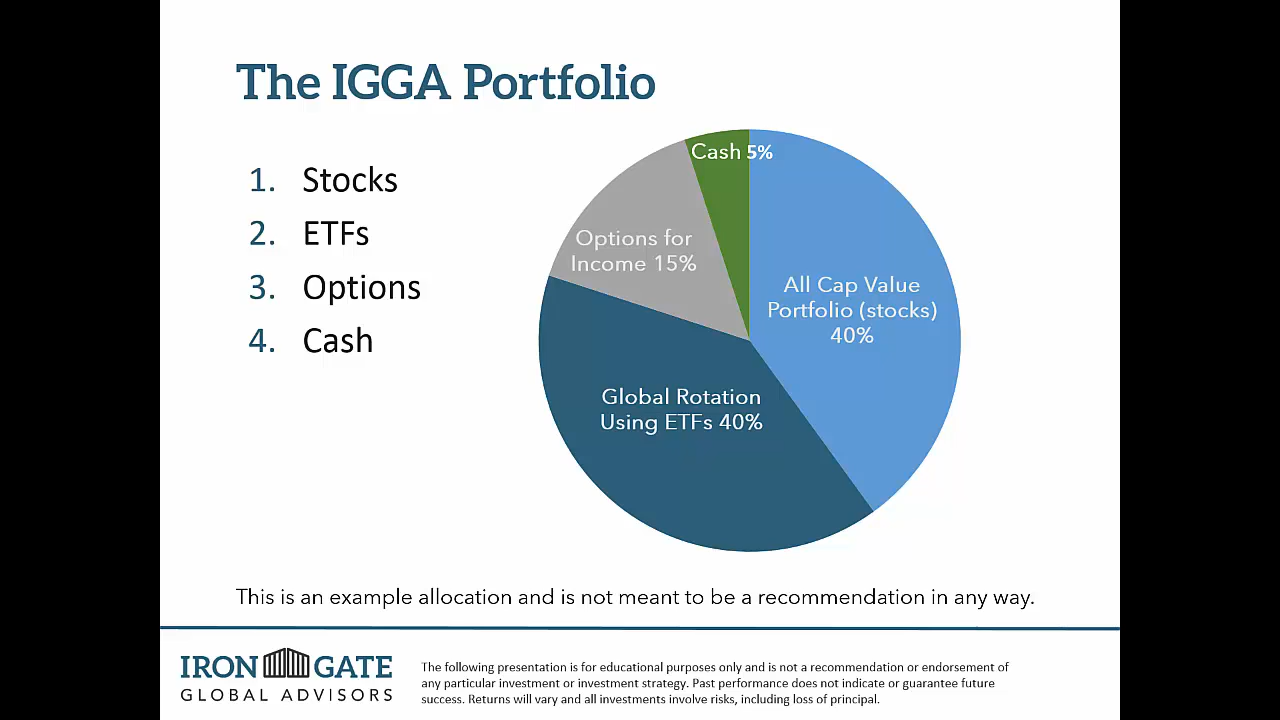 The IGGA Portfolio
1. Stocks
2. ETFs
3. Options
4. Cash
Cash 5%
Options for
Income 15%
All Cap Value
Portfolio (stocks)
40%
Global Rotation
Using ETFs 40%
This is an example allocation and is not meant to be a recommendation in any way.
IRON GATE
GLOBAL ADVISORS
The following presentation is for educational purposes only and is not a recommendation or endorsement of
any particular investment or investment strategy. Past performance does not indicate or guarantee future
success. Returns will vary and all investments involve risks, including loss of principal.